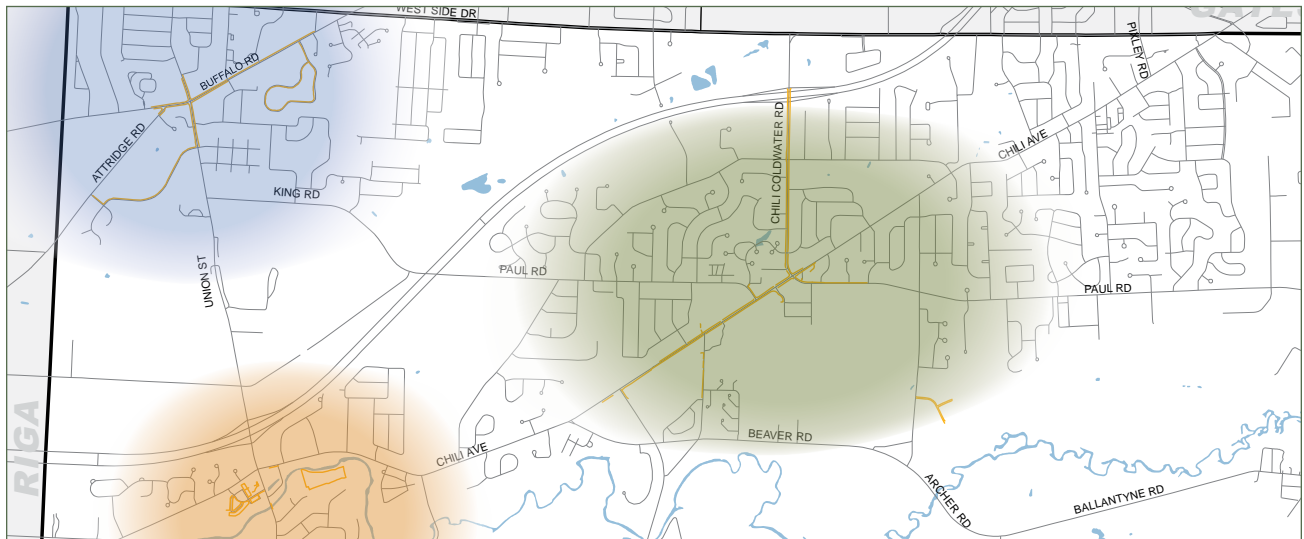 WEST SIDE DR
PIXLEY RD
BUFFALO RD
CHILI COLDWATER RD
ATTRIDGE RD
CHILI AVE
KING RD
UNION ST
PAUL RD
PAUL RD
RIGA
CHILI AVE
BEAVER RD
ARCHER RD
BALLANTYNE RD